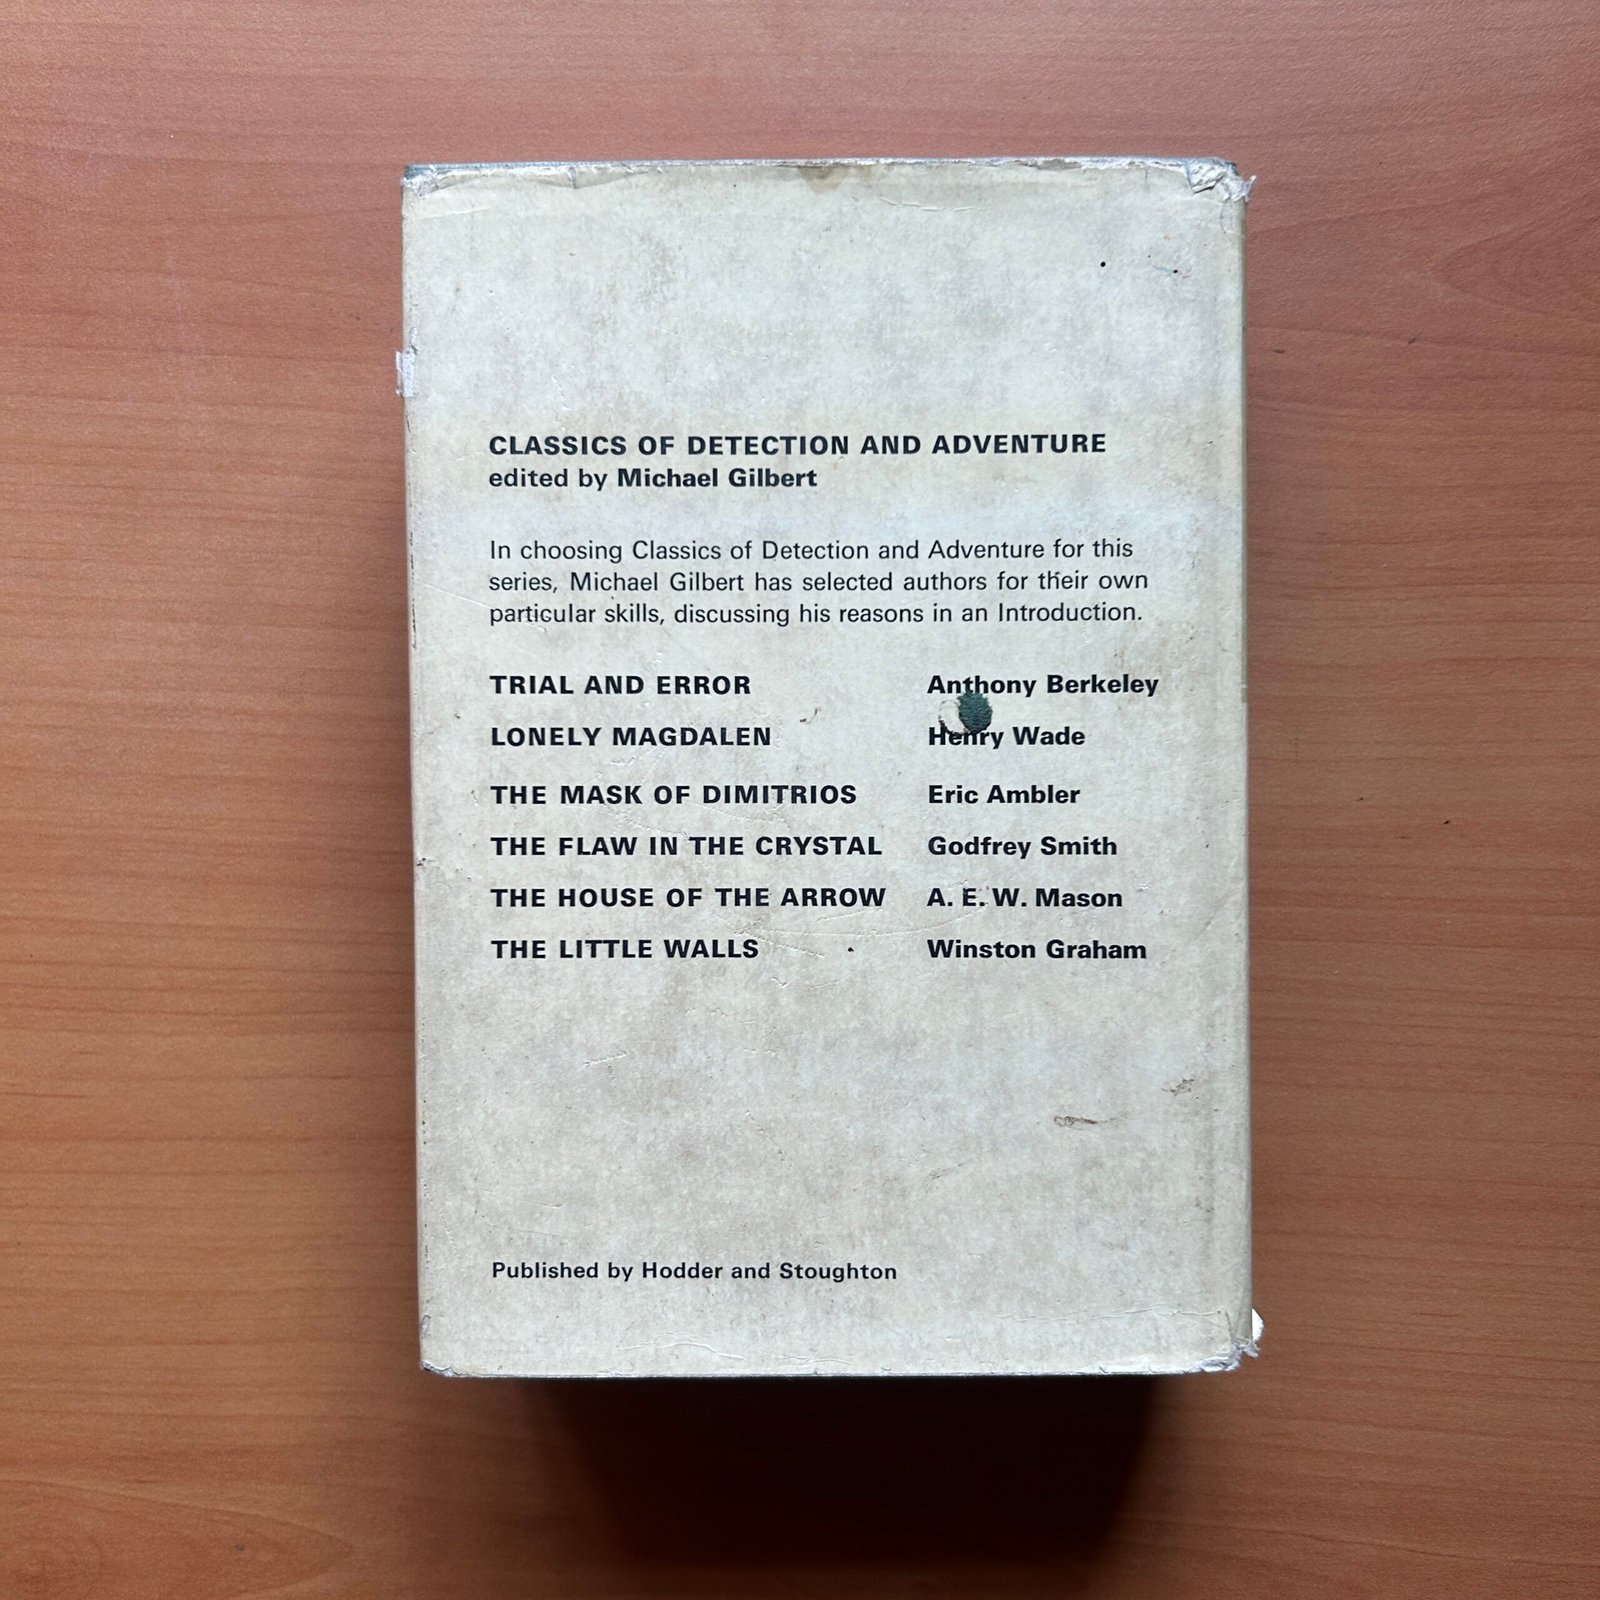 CLASSICS OF DETECTION AND ADVENTURE
edited by Michael Gilbert
In choosing Classics of Detection and Adventure for this
series, Michael Gilbert has selected authors for their own
particular skills, discussing his reasons in an Introduction.
TRIAL AND ERROR Anthony Berkeley
LONELY MAGDALEN Henry Wade
THE MASK OF DIMITRIOS Eric Ambler
THE FLAW IN THE CRYSTAL Godfrey Smith
THE HOUSE OF THE ARROW A. E. W. Mason
THE LITTLE WALLS Winston Graham
Published by Hodder and Stoughton